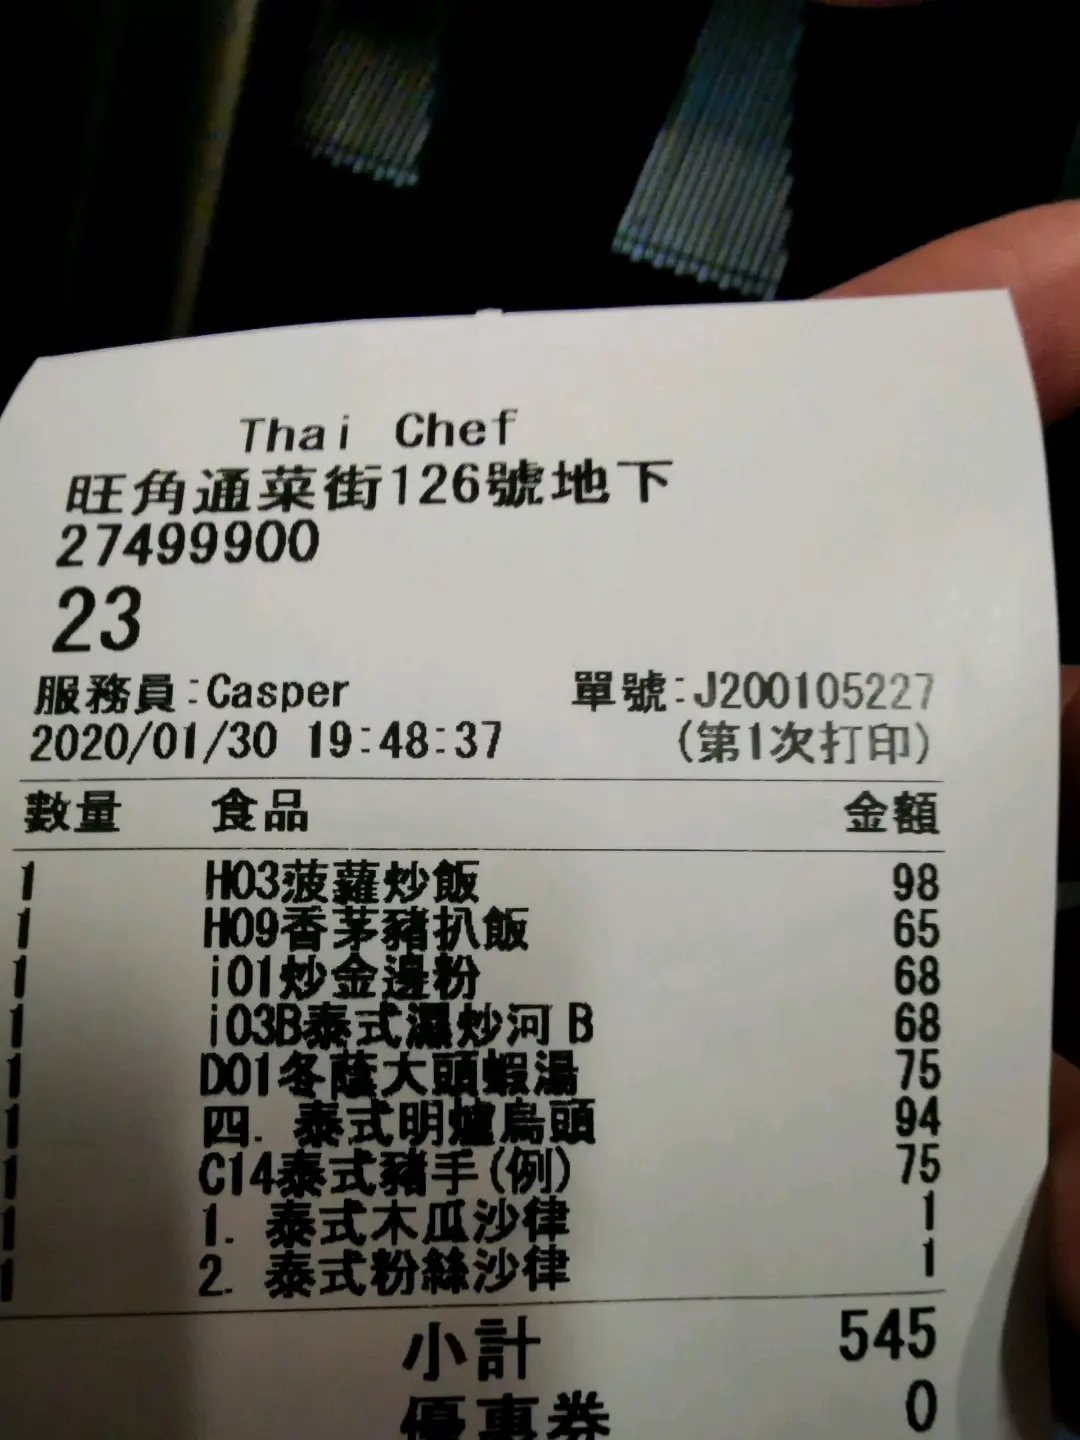 Thai Chef
旺角通菜街126號地下
27499900
23
服務員:Casper 單號:J200105227
2020/01/30 19:48:37 (第1次打印)
數量 食品 金額
1 H03菠蘿炒飯 98
1 H09香茅豬扒飯 65
1 i01炒金邊粉 68
1 i03B泰式濕炒河 B 68
1 D01冬蔭大頭蝦湯 75
1 四. 泰式明爐烏頭 94
1 C14泰式豬手(例) 75
1 1. 泰式木瓜沙律 1
1 2. 泰式粉絲沙律 1
小計 545
優惠券 0